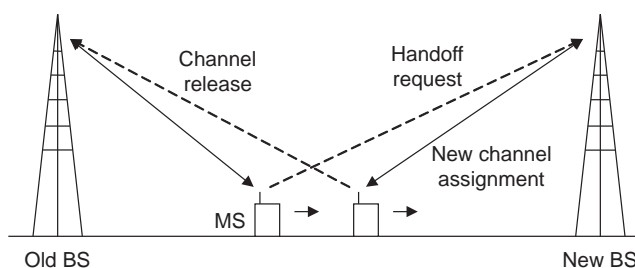 Channel
release
Handoff
request
New channel
assignment
MS
Old BS
New BS